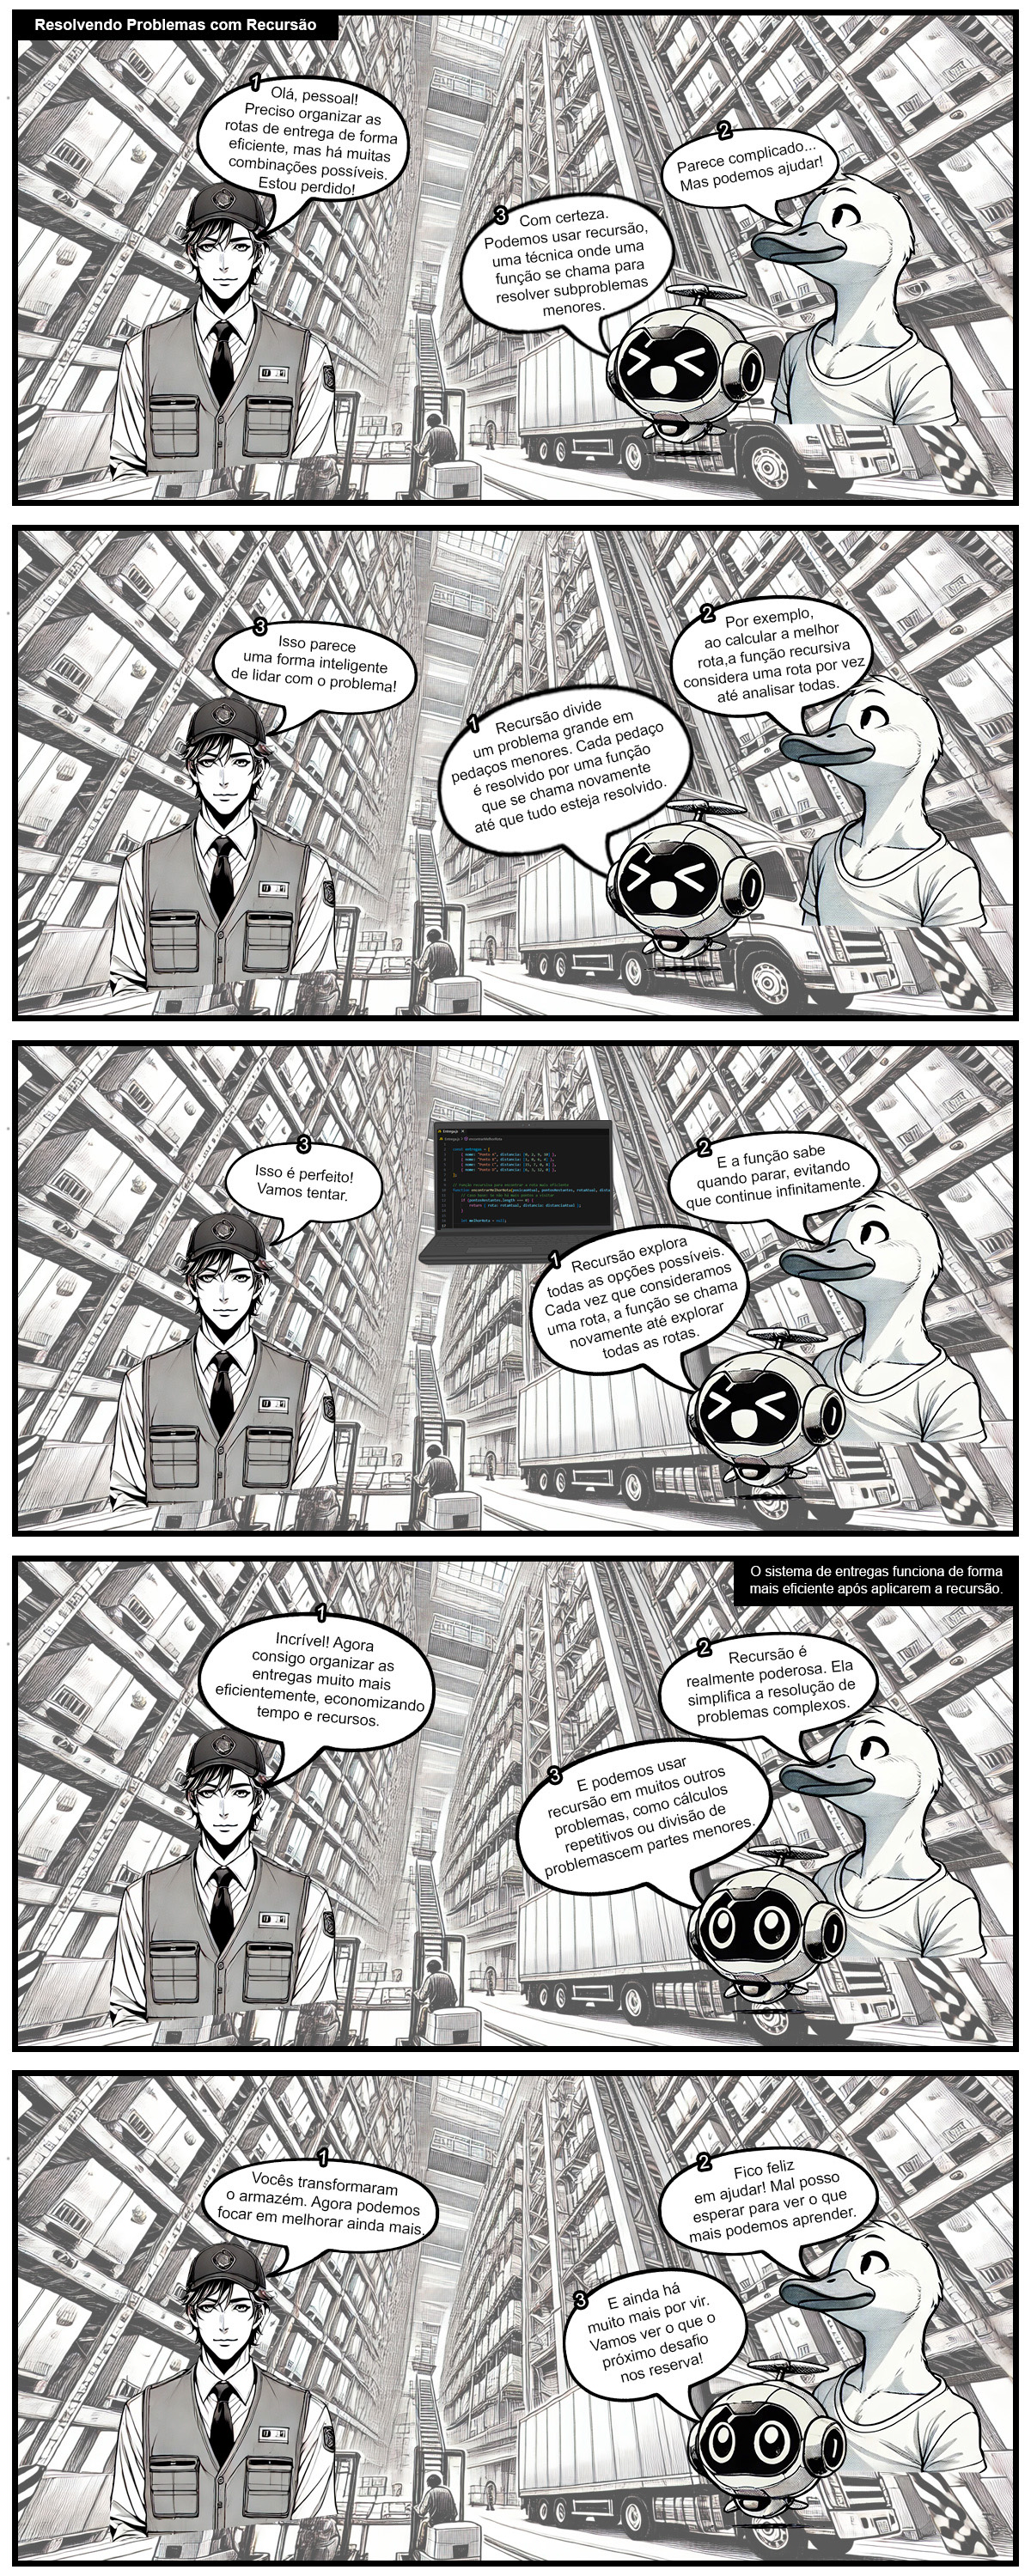 Resolvendo Problemas com Recursão
1
Olá, pessoal!
Preciso organizar as
rotas de entrega de forma
eficiente, mas há muitas
combinações possíveis.
Estou perdido!
2
Parece complicado...
Mas podemos ajudar!
3
Com certeza.
Podemos usar recursão,
uma técnica onde uma
função se chama para
resolver subproblemas
menores.
1
Recursão divide
um problema grande em
pedaços menores. Cada pedaço
é resolvido por uma função
que se chama novamente
até que tudo esteja resolvido.
2
Por exemplo,
ao calcular a melhor
rota,a função recursiva
considera uma rota por vez
até analisar todas.
3
Isso parece
uma forma inteligente
de lidar com o problema!
1
Recursão explora
todas as opções possíveis.
Cada vez que consideramos
uma rota, a função se chama
novamente até explorar
todas as rotas.
2
E a função sabe
quando parar, evitando
que continue infinitamente.
3
Isso é perfeito!
Vamos tentar.
O sistema de entregas funciona de forma
mais eficiente após aplicarem a recursão.
1
Incrível! Agora
consigo organizar as
entregas muito mais
eficientemente, economizando
tempo e recursos.
2
Recursão é
realmente poderosa. Ela
simplifica a resolução de
problemas complexos.
3
E podemos usar
recursão em muitos outros
problemas, como cálculos
repetitivos ou divisão de
problemascem partes menores.
1
Vocês transformaram
o armazém. Agora podemos
focar em melhorar ainda mais.
2
Fico feliz
em ajudar! Mal posso
esperar para ver o que
mais podemos aprender.
3
E ainda há
muito mais por vir.
Vamos ver o que o
próximo desafio
nos reserva!